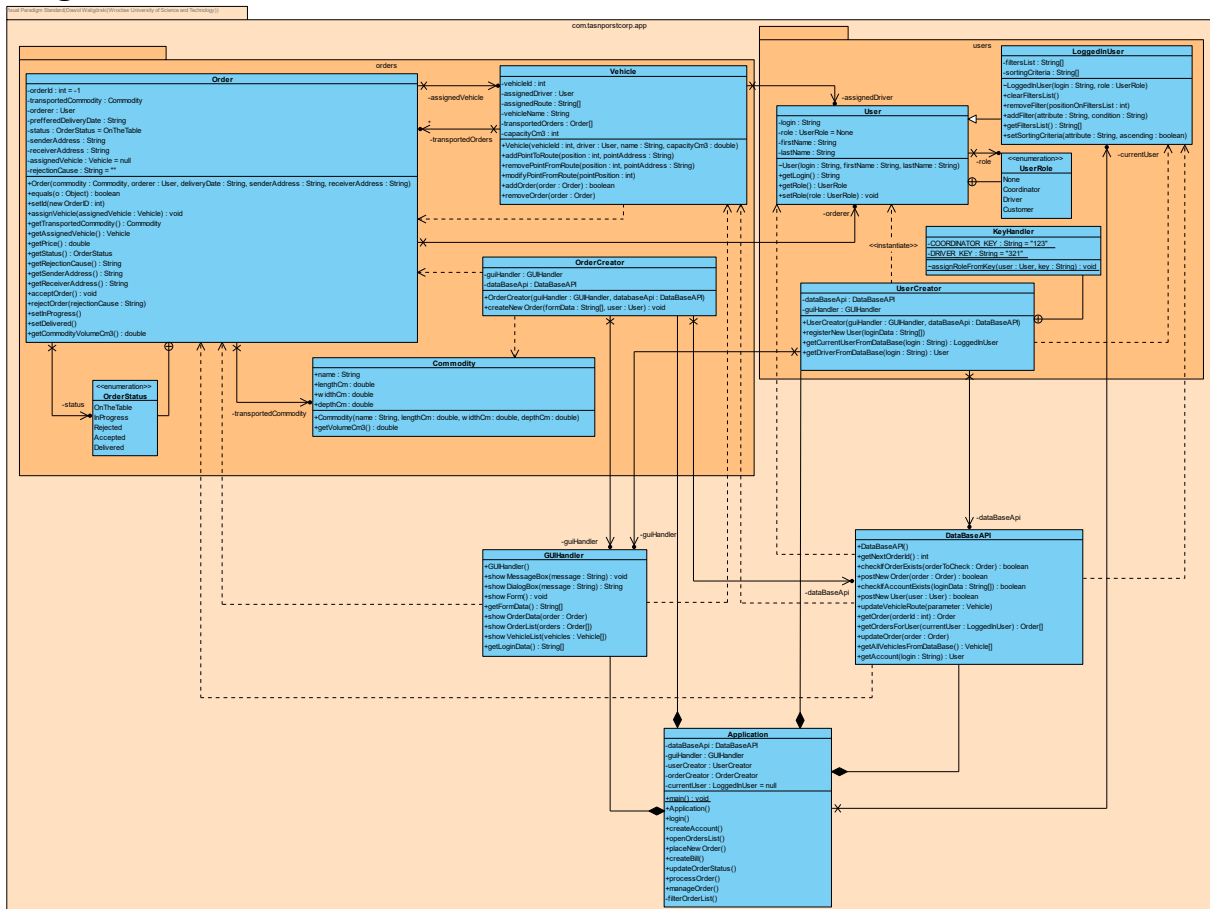 Visual Paradigm Standard(Dawid Waligórski(Wroclaw University of Science and Technology))
com.tasnporstcorp.app
orders
Order
-orderId : int = -1
-transportedCommodity : Commodity
-orderer : User
-prefferedDeliveryDate : String
-status : OrderStatus = OnTheTable
-senderAddress : String
-receiverAddress : String
-assignedVehicle : Vehicle = null
-rejectionCause : String = ""
+Order(commodity : Commodity, orderer : User, deliveryDate : String, senderAddress : String, receiverAddress : String)
+equals(o : Object) : boolean
+setId(new OrderID : int)
+assignVehicle(assignedVehicle : Vehicle) : void
+getTransportedCommodity() : Commodity
+getAssignedVehicle() : Vehicle
+getPrice() : double
+getStatus() : OrderStatus
+getRejectionCause() : String
+getSenderAddress() : String
+getReceiverAddress() : String
+acceptOrder() : void
+rejectOrder(rejectionCause : String)
+setInProgress()
+setDelivered()
+getCommodityVolumeCm3() : double
-assignedVehicle
*
-transportedOrders
Vehicle
-vehicleId : int
-assignedDriver : User
-assignedRoute : String[]
-vehicleName : String
-transportedOrders : Order[]
-capacityCm3 : int
+Vehicle(vehicleId : int, driver : User, name : String, capacityCm3 : double)
+addPointToRoute(position : int, pointAddress : String)
+removePointFromRoute(position : int, pointAddress : String)
+modifyPointFromRoute(pointPosition : int)
+addOrder(order : Order) : boolean
+removeOrder(order : Order)
OrderCreator
-guiHandler : GUIHandler
-dataBaseApi : DataBaseAPI
+OrderCreator(guiHandler : GUIHandler, databaseApi : DataBaseAPI)
+createNew Order(formData : String[], user : User) : void
Commodity
+name : String
+lengthCm : double
+w idthCm : double
+depthCm : double
+Commodity(name : String, lengthCm : double, w idthCm : double, depthCm : double)
+getVolumeCm3() : double
-status
<<enumeration>>
OrderStatus
OnTheTable
InProgress
Rejected
Accepted
Delivered
-transportedCommodity
users
-assignedDriver
User
-login : String
-role : UserRole = None
-firstName : String
-lastName : String
~User(login : String, firstName : String, lastName : String)
+getLogin() : String
+getRole() : UserRole
+setRole(role : UserRole) : void
-orderer
LoggedInUser
-filtersList : String[]
-sortingCriteria : String[]
~LoggedInUser(login : String, role : UserRole)
+clearFiltersList()
+removeFilter(positionOnFiltersList : int)
+addFilter(attribute : String, condition : String)
+getFiltersList() : String[]
+setSortingCriteria(attribute : String, ascending : boolean)
-role
-currentUser
<<enumeration>>
UserRole
None
Coordinator
Driver
Customer
<<instantiate>>
KeyHandler
-COORDINATOR_KEY : String = "123"
-DRIVER_KEY : String = "321"
~assignRoleFromKey(user : User, key : String) : void
UserCreator
-dataBaseApi : DataBaseAPI
-guiHandler : GUIHandler
+UserCreator(guiHandler : GUIHandler, dataBaseApi : DataBaseAPI)
+registerNew User(loginData : String[])
+getCurrentUserFromDataBase(login : String) : LoggedInUser
+getDriverFromDataBase(login : String) : User
-guiHandler
-guiHandler
-dataBaseApi
-dataBaseApi
GUIHandler
+GUIHandler()
+show MessageBox(message : String) : void
+show DialogBox(message : String) : String
+show Form() : void
+getFormData() : String[]
+show OrderData(order : Order)
+show OrderList(orders : Order[])
+show VehicleList(vehicles : Vehicle[])
+getLoginData() : String[]
DataBaseAPI
+DataBaseAPI()
+getNextOrderId() : int
+checkIfOrderExists(orderToCheck : Order) : boolean
+postNew Order(order : Order) : boolean
+checkIfAccountExists(loginData : String[]) : boolean
+postNew User(user : User) : boolean
+updateVehicleRoute(parameter : Vehicle)
+getOrder(orderId : int) : Order
+getOrdersForUser(currentUser : LoggedInUser) : Order[]
+updateOrder(order : Order)
+getAllVehiclesFromDataBase() : Vehicle[]
+getAccount(login : String) : User
Application
-dataBaseApi : DataBaseAPI
-guiHandler : GUIHandler
-userCreator : UserCreator
-orderCreator : OrderCreator
-currentUser : LoggedInUser = null
+main() : void
+Application()
+login()
+createAccount()
+openOrdersList()
+placeNew Order()
+createBill()
+updateOrderStatus()
+processOrder()
+manageOrder()
-filterOrderList()